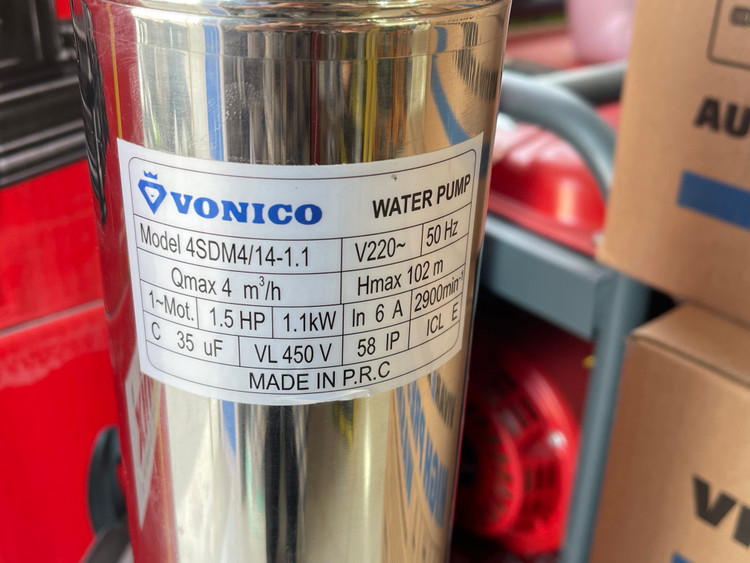 VONICO WATER PUMP
Model 4SDM4/14-1.1 V220~ 50 Hz
Qmax 4 m³/h Hmax 102 m
1~Mot. 1.5 HP 1.1kW In 6 A 2900min⁻¹
C 35 uF VL 450 V 58 IP ICL E
MADE IN P.R.C
AU